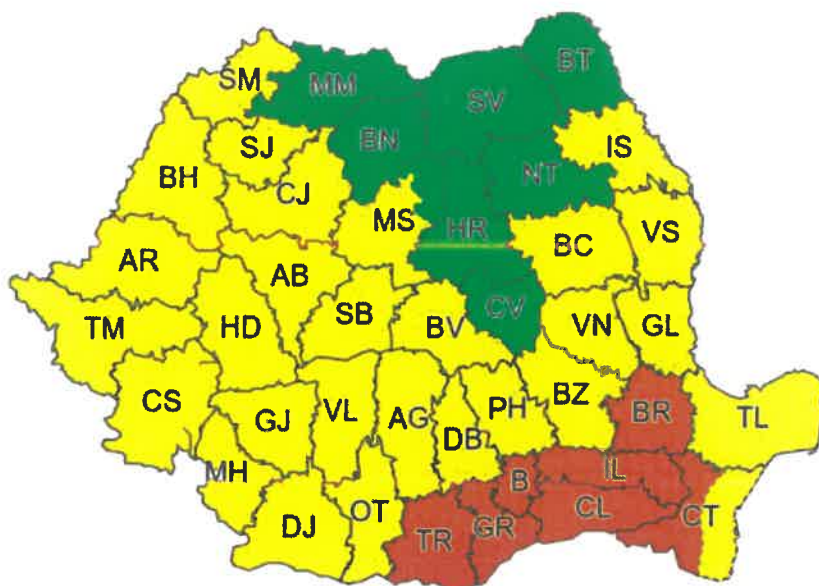 BT
SM
MM
SV
SJ
BN
IS
BH
CJ
NT
MS
HR
BC
VS
AR
AB
TM
HD
SB
BV
CV
VN
GL
CS
GJ
VL
AG
DB
PH
BZ
BR
TL
MH
OT
B
IL
DJ
TR
GR
CL
CT